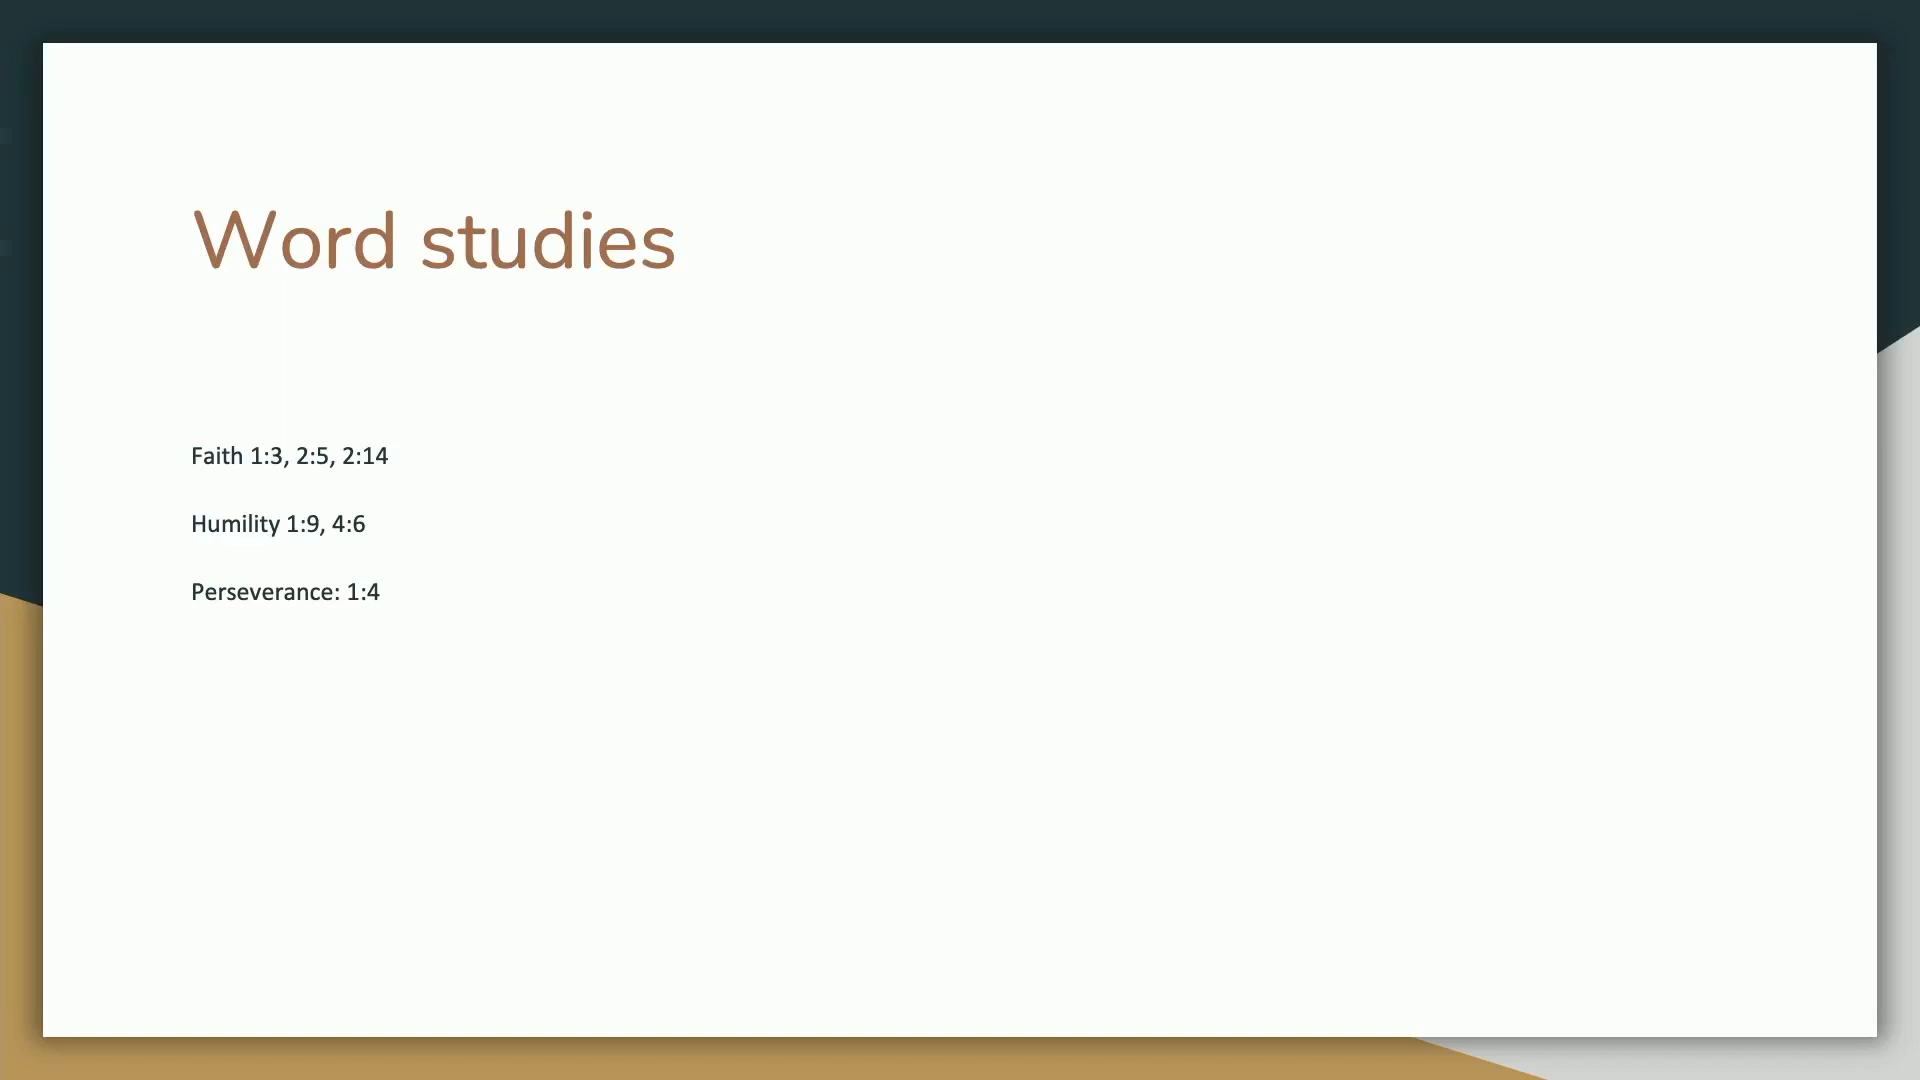 Word studies
Faith 1:3, 2:5, 2:14
Humility 1:9, 4:6
Perseverance: 1:4